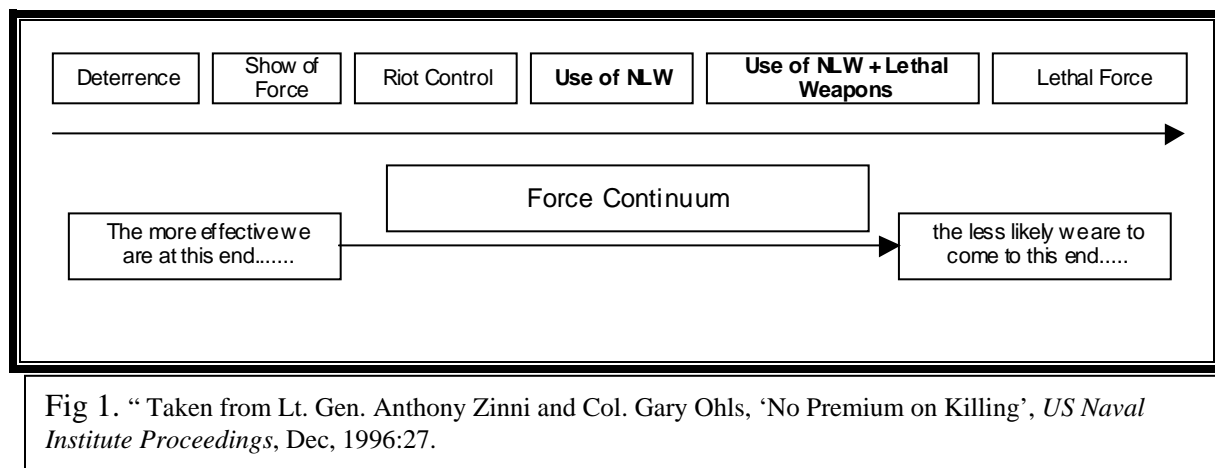 Deterrence
Show of
Force
Riot Control
Use of NLW
Use of NLW + Lethal
Weapons
Lethal Force
Force Continuum
The more effective we
are at this end.......
the less likely we are to
come to this end.....
Fig 1. “ Taken from Lt. Gen. Anthony Zinni and Col. Gary Ohls, ‘No Premium on Killing’, US Naval
Institute Proceedings, Dec, 1996:27.